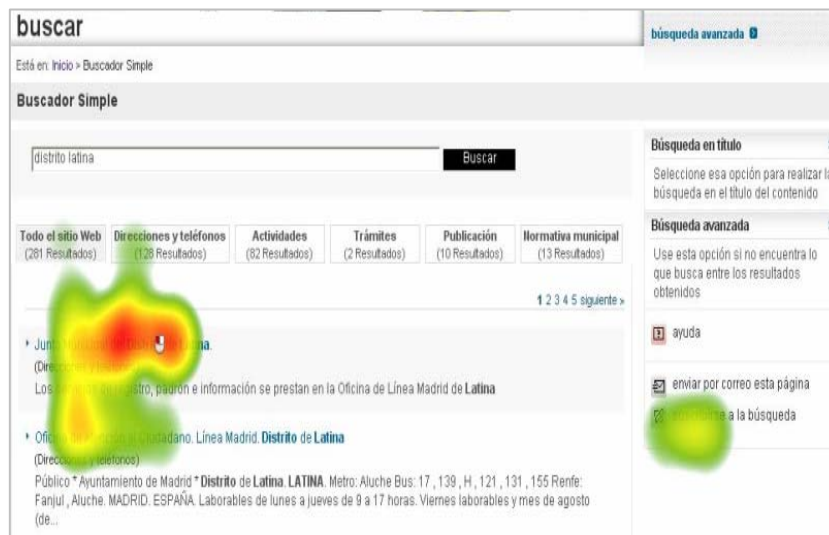 buscar
búsqueda avanzada
Está en: Inicio > Buscador Simple
Buscador Simple
distrito latina
Buscar
Búsqueda en título
Seleccione esa opción para realizar la
búsqueda en el título del contenido
Todo el sitio Web
(281 Resultados)
Direcciones y teléfonos
(128 Resultados)
Actividades
(82 Resultados)
Trámites
(2 Resultados)
Publicación
(10 Resultados)
Normativa municipal
(13 Resultados)
Búsqueda avanzada
Use esta opción si no encuentra lo
que busca entre los resultados
obtenidos
1 2 3 4 5 siguiente »
ayuda
Los de registro, padrón e información se prestan en la Oficina de Línea Madrid de Latina
enviar por correo esta página
a la búsqueda
Ciudadano. Línea Madrid. Distrito de Latina
teléfonos)
Público * Ayuntamiento de Madrid * Distrito de Latina. LATINA. Metro: Aluche Bus: 17 , 139 , H , 121 , 131 , 155 Renfe:
Fanjul , Aluche. MADRID. ESPAÑA. Laborables de lunes a jueves de 9 a 17 horas. Viernes laborables y mes de agosto
(de...